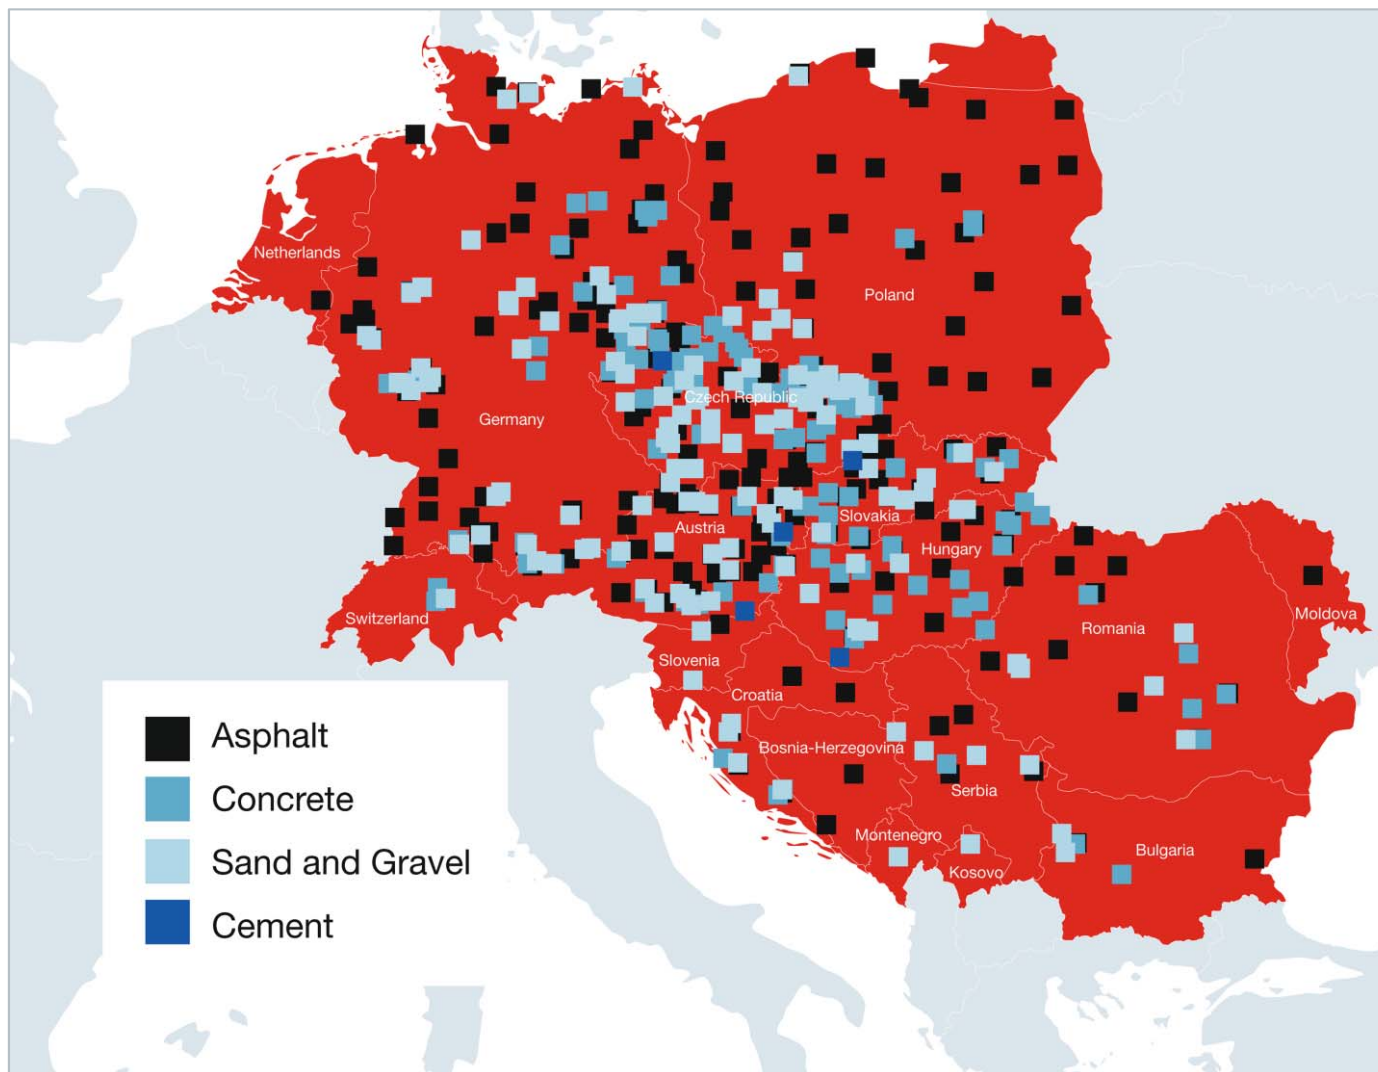 Netherlands
Poland
Czech Republic
Germany
Slovakia
Austria
Hungary
Switzerland
Romania
Moldova
Slovenia
Croatia
Bosnia-Herzegovina
Serbia
Montenegro
Kosovo
Bulgaria
Asphalt
Concrete
Sand and Gravel
Cement